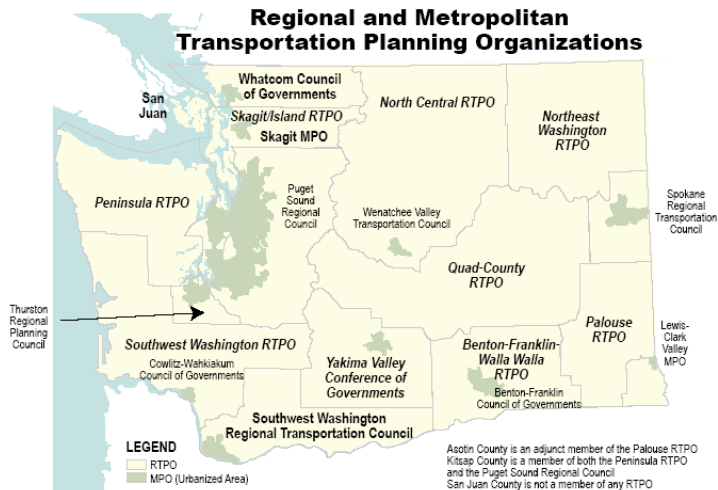 Regional and Metropolitan
Transportation Planning Organizations
Whatcom Council
of Governments
San
Juan
Skagit/Island RTPO
Skagit MPO
North Central RTPO
Northeast
Washington
RTPO
Peninsula RTPO
Puget
Sound
Regional
Council
Wenatchee Valley
Transportation Council
Spokane
Regional
Transportation
Council
Quad-County
RTPO
Thurston
Regional
Planning
Council
Southwest Washington RTPO
Cowlitz-Wahkiakum
Council of Governments
Yakima Valley
Conference of
Governments
Benton-Franklin-
Walla Walla
RTPO
Benton-Franklin
Council of Governments
Palouse
RTPO
Lewis-
Clark
Valley
MPO
Southwest Washington
Regional Transportation Council
LEGEND
RTPO
MPO (Urbanized Area)
Asotin County is an adjunct member of the Palouse RTPO
Kitsap County is a member of both the Peninsula RTPO
and the Puget Sound Regional Council
San Juan County is not a member of any RTPO